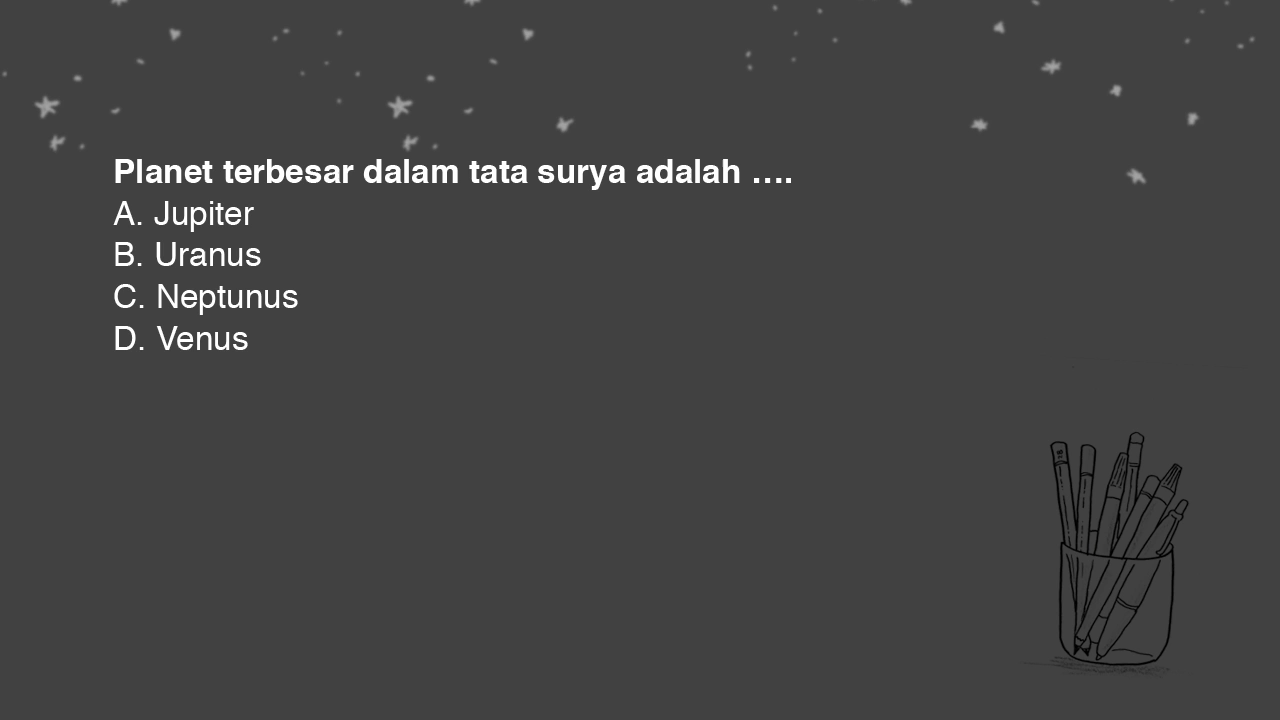 Planet terbesar dalam tata surya adalah ….
A. Jupiter
B. Uranus
C. Neptunus
D. Venus